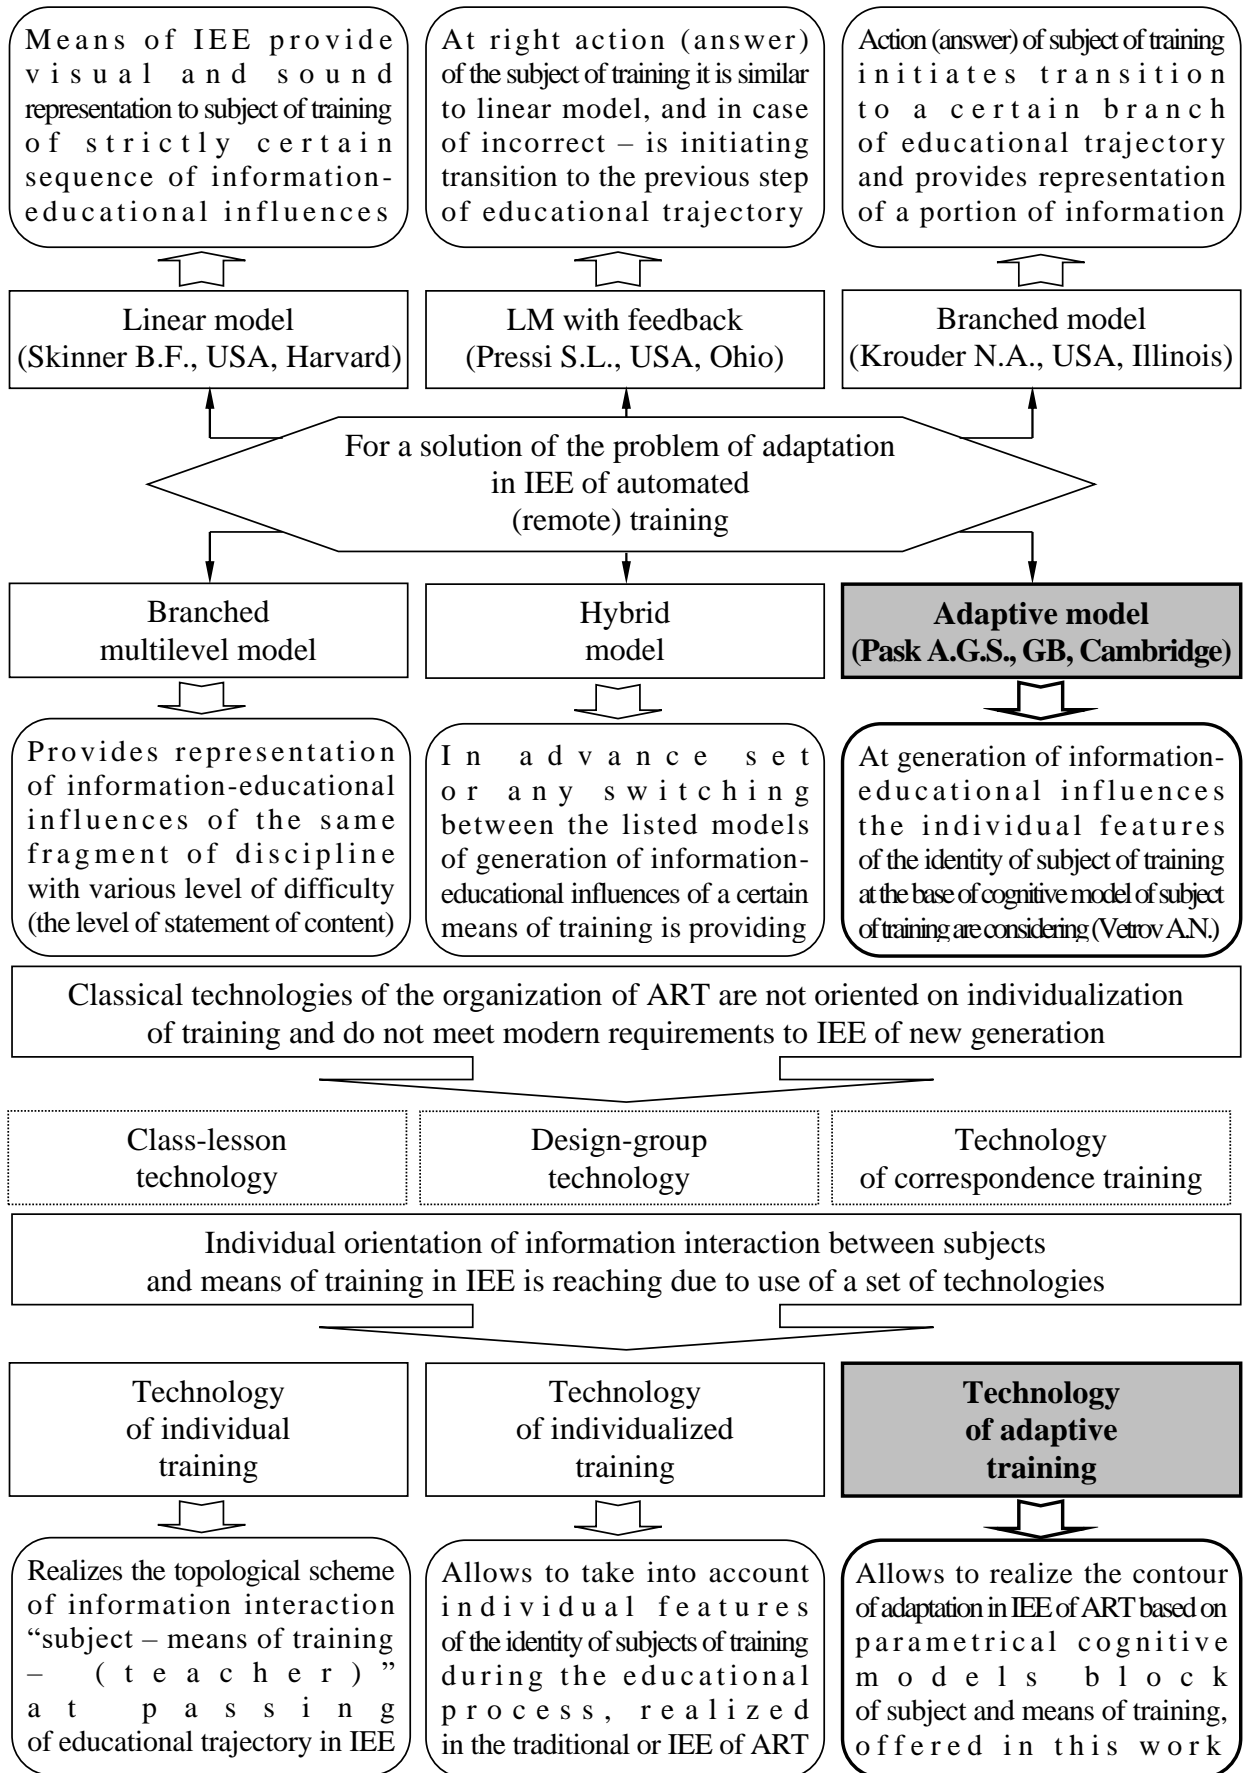 Means of IEE provide
visual and sound
representation to subject of training
of strictly certain
sequence of information-
educational influences
At right action (answer)
of the subject of training it is similar
to linear model, and in case
of incorrect – is initiating
transition to the previous step
of educational trajectory
Action (answer) of subject of training
initiates transition
to a certain branch
of educational trajectory
and provides representation
of a portion of information
Linear model
(Skinner B.F., USA, Harvard)
LM with feedback
(Pressi S.L., USA, Ohio)
Branched model
(Krouder N.A., USA, Illinois)
For a solution of the problem of adaptation
in IEE of automated
(remote) training
Branched
multilevel model
Hybrid
model
Adaptive model
(Pask A.G.S., GB, Cambridge)
Provides representation
of information-educational
influences of the same
fragment of discipline
with various level of difficulty
(the level of statement of content)
In advance set
or any switching
between the listed models
of generation of information-
educational influences of a certain
means of training is providing
At generation of information-
educational influences
the individual features
of the identity of subject of training
at the base of cognitive model of subject
of training are considering (Vetrov A.N.)
Classical technologies of the organization of ART are not oriented on individualization
of training and do not meet modern requirements to IEE of new generation
Class-lesson
technology
Design-group
technology
Technology
of correspondence training
Individual orientation of information interaction between subjects
and means of training in IEE is reaching due to use of a set of technologies
Technology
of individual
training
Technology
of individualized
training
Technology
of adaptive
training
Realizes the topological scheme
of information interaction
“subject – means of training
– (teacher)”
at passing
of educational trajectory in IEE
Allows to take into account
individual features
of the identity of subjects of training
during the educational
process, realized
in the traditional or IEE of ART
Allows to realize the contour
of adaptation in IEE of ART based on
parametrical cognitive
models block
of subject and means of training,
offered in this work